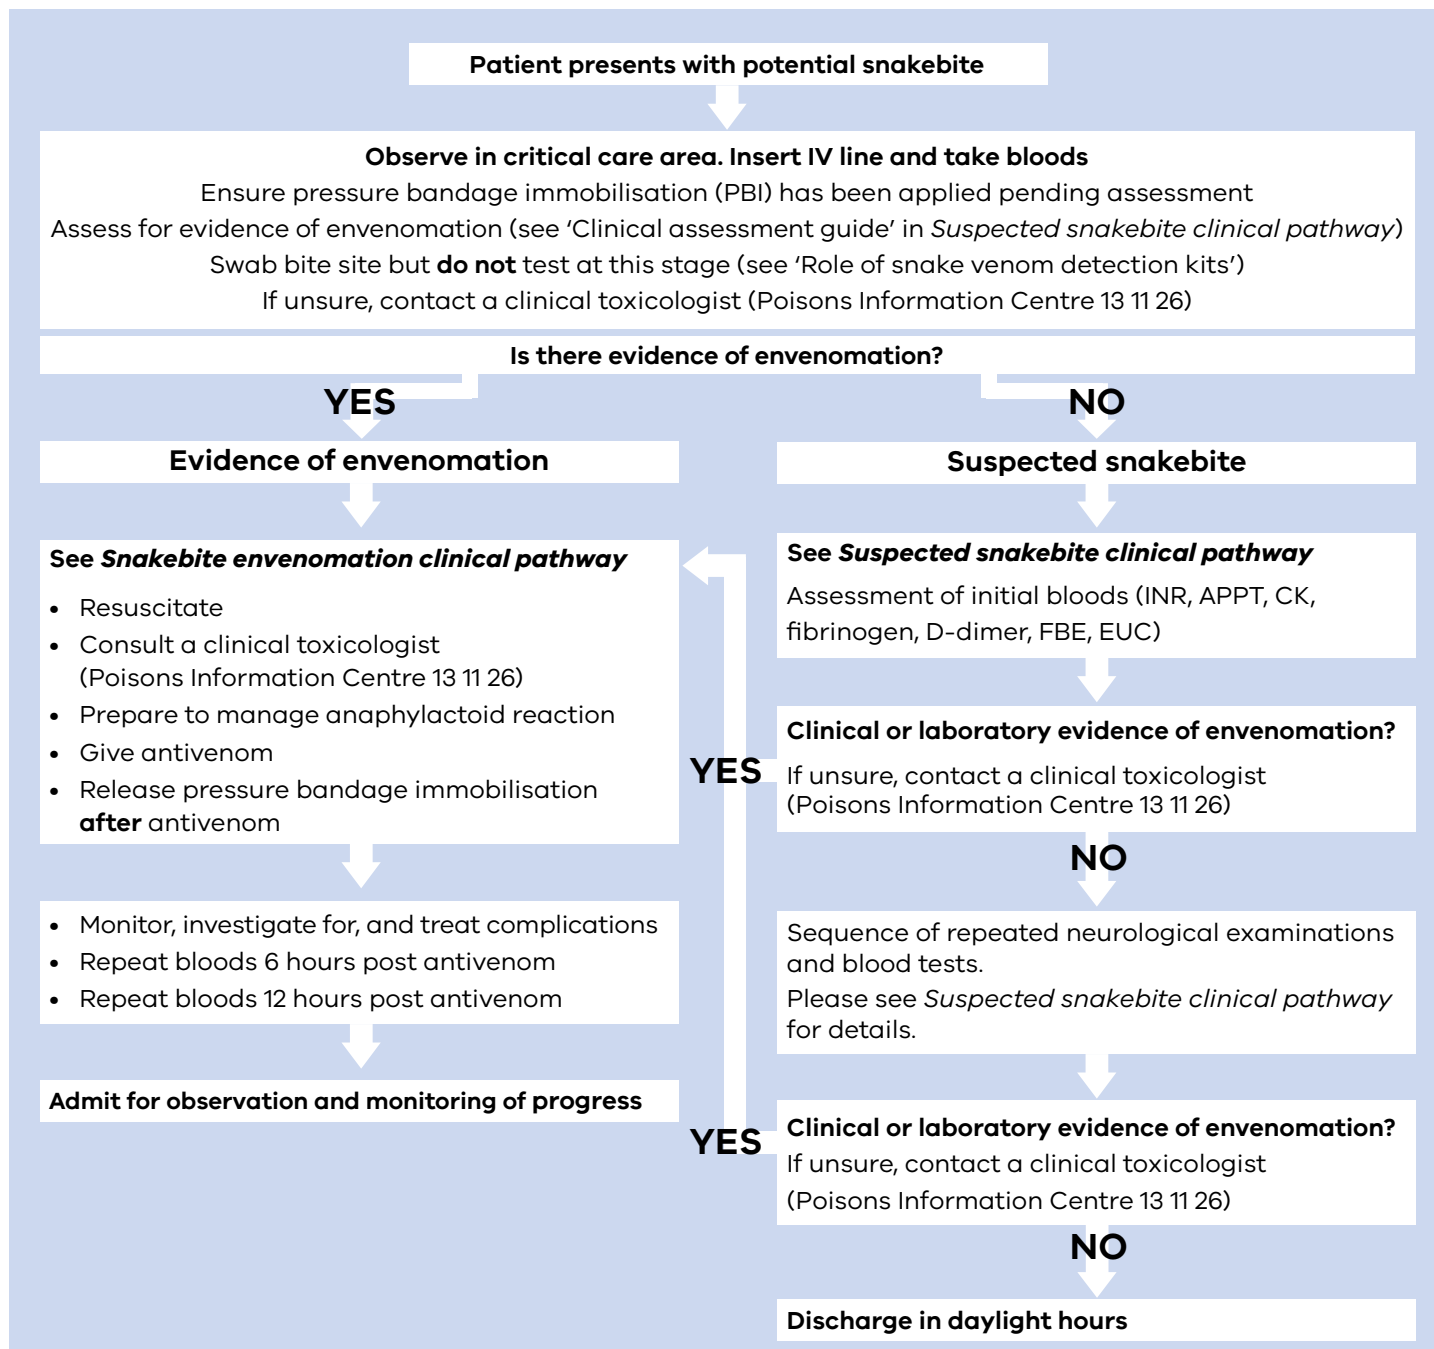 Patient presents with potential snakebite
Observe in critical care area. Insert IV line and take bloods
Ensure pressure bandage immobilisation (PBI) has been applied pending assessment
Assess for evidence of envenomation (see ‘Clinical assessment guide’ in Suspected snakebite clinical pathway)
Swab bite site but do not test at this stage (see ‘Role of snake venom detection kits’)
If unsure, contact a clinical toxicologist (Poisons Information Centre 13 11 26)
Is there evidence of envenomation?
YES
Evidence of envenomation
See Snakebite envenomation clinical pathway
• Resuscitate
• Consult a clinical toxicologist
(Poisons Information Centre 13 11 26)
• Prepare to manage anaphylactoid reaction
• Give antivenom
• Release pressure bandage immobilisation
after antivenom
• Monitor, investigate for, and treat complications
• Repeat bloods 6 hours post antivenom
• Repeat bloods 12 hours post antivenom
Admit for observation and monitoring of progress
NO
Suspected snakebite
See Suspected snakebite clinical pathway
Assessment of initial bloods (INR, APPT, CK,
fibrinogen, D-dimer, FBE, EUC)
Clinical or laboratory evidence of envenomation?
If unsure, contact a clinical toxicologist
(Poisons Information Centre 13 11 26)
YES
NO
Sequence of repeated neurological examinations
and blood tests.
Please see Suspected snakebite clinical pathway
for details.
Clinical or laboratory evidence of envenomation?
If unsure, contact a clinical toxicologist
(Poisons Information Centre 13 11 26)
YES
NO
Discharge in daylight hours